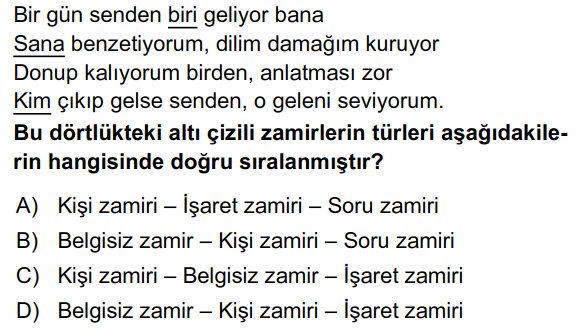 Bir gün senden biri geliyor bana
Sana benzetiyorum, dilim damağım kuruyor
Donup kalıyorum birden, anlatması zor
Kim çıkıp gelse senden, o geleni seviyorum.
Bu dörtlükteki altı çizili zamirlerin türleri aşağıdakile-
rin hangisinde doğru sıralanmıştır?
A) Kişi zamiri – İşaret zamiri – Soru zamiri
B) Belgisiz zamir – Kişi zamiri – Soru zamiri
C) Kişi zamiri – Belgisiz zamir – İşaret zamiri
D) Belgisiz zamir – Kişi zamiri – İşaret zamiri